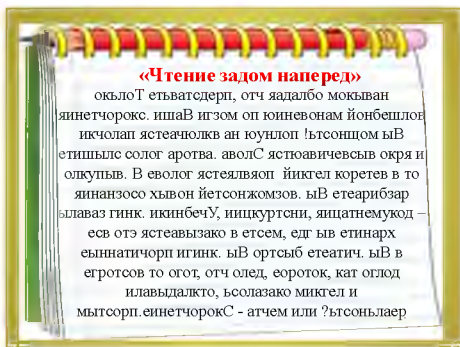 «Чтение задом наперед»
окьлоТ етьватсдерп, отч яадалбо мокыван
яинетчорокс. ишаВ игзом оп юиневонам йонбешлов
икчолап ястеачюлкв ан юунлоп !ьтсонщом ыВ
етишылс солог аротва. аволС ястюавичевсыв окря и
олкупыв. В еволог ястеялвяоп йикгел коретев в то
яинанзосо хывон йетсонжомзов. ыВ етеарибзар
ылаваз гинк. икинбечУ, иицкуртсни, яицатнемукод –
есв отэ ястеавызако в етсем, едг ыв етинарх
еыннатичорп игинк. ыВ ортсыб етеатич. ыВ в
егротсов то огот, отч олед, еороток, кат оглод
илавыдалкто, ьсолазако микгел и
мытсорп.еинетчорокС - атчем или ?ьтсоньлаер